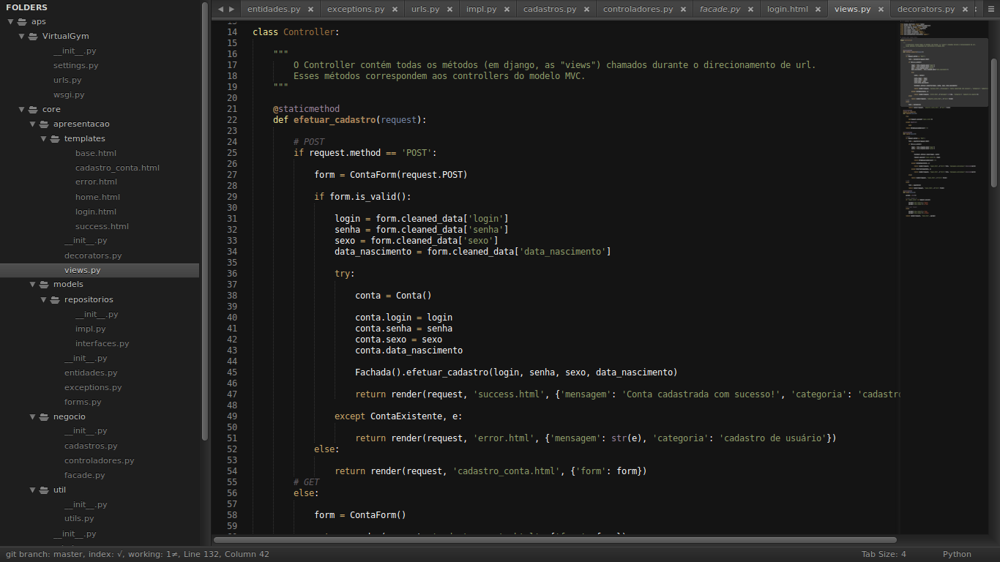 FOLDERS
aps
VirtualGym
__init__.py
settings.py
urls.py
wsgi.py
core
apresentacao
templates
base.html
cadastro_conta.html
error.html
home.html
login.html
success.html
__init__.py
decorators.py
views.py
models
repositorios
__init__.py
impl.py
interfaces.py
__init__.py
entidades.py
exceptions.py
forms.py
negocio
__init__.py
cadastros.py
controladores.py
facade.py
util
__init__.py
utils.py
__init__.py
entidades.py × exceptions.py × urls.py × impl.py × cadastros.py × controladores.py × facade.py × login.html × views.py × decorators.py ×
14 class Controller:
15
16 """
17 O Controller contém todas os métodos (em django, as "views") chamados durante o direcionamento de url.
18 Esses métodos correspondem aos controllers do modelo MVC.
19 """
20
21 @staticmethod
22 def efetuar_cadastro(request):
23
24 # POST
25 if request.method == 'POST':
26
27 form = ContaForm(request.POST)
28
29 if form.is_valid():
30
31 login = form.cleaned_data['login']
32 senha = form.cleaned_data['senha']
33 sexo = form.cleaned_data['sexo']
34 data_nascimento = form.cleaned_data['data_nascimento']
35
36 try:
37
38 conta = Conta()
39
40 conta.login = login
41 conta.senha = senha
42 conta.sexo = sexo
43 conta.data_nascimento
44
45 Fachada().efetuar_cadastro(login, senha, sexo, data_nascimento)
46
47 return render(request, 'success.html', {'mensagem': 'Conta cadastrada com sucesso!', 'categoria': 'cadastr
48
49 except ContaExistente, e:
50
51 return render(request, 'error.html', {'mensagem': str(e), 'categoria': 'cadastro de usuário'})
52 else:
53
54 return render(request, 'cadastro_conta.html', {'form': form})
55 # GET
56 else:
57
58 form = ContaForm()
59
git branch: master, index: √, working: 1≠, Line 132, Column 42
Tab Size: 4
Python